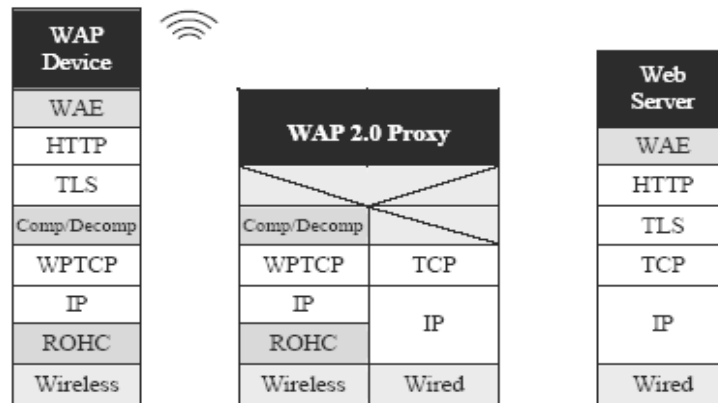 WAP
Device
WAE
HTTP
TLS
Comp/Decomp
WPTCP
IP
ROHC
Wireless
WAP 2.0 Proxy
Comp/Decomp
WPTCP
TCP
IP
IP
ROHC
Wireless
Wired
Web
Server
WAE
HTTP
TLS
TCP
IP
Wired